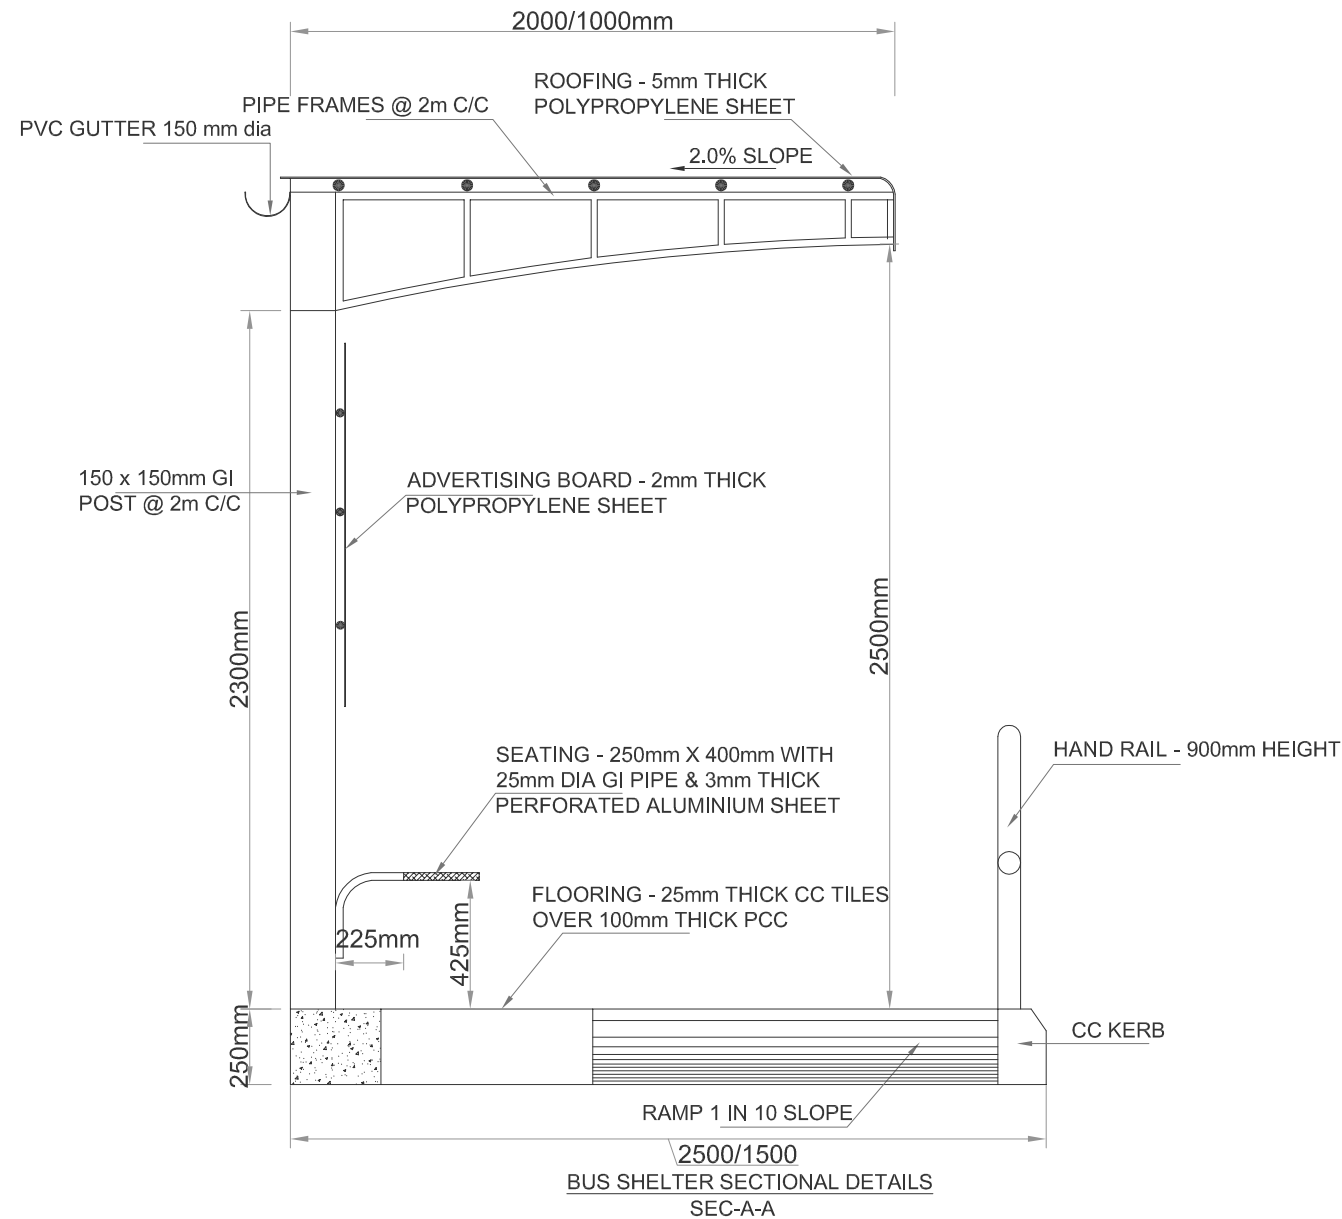 2000/1000mm
ROOFING - 5mm THICK
POLYPROPYLENE SHEET
PIPE FRAMES @ 2m C/C
PVC GUTTER 150 mm dia
2.0% SLOPE
150 x 150mm GI
POST @ 2m C/C
ADVERTISING BOARD - 2mm THICK
POLYPROPYLENE SHEET
2300mm
2500mm
SEATING - 250mm X 400mm WITH
25mm DIA GI PIPE & 3mm THICK
PERFORATED ALUMINIUM SHEET
HAND RAIL - 900mm HEIGHT
FLOORING - 25mm THICK CC TILES
OVER 100mm THICK PCC
225mm
425mm
250mm
CC KERB
RAMP 1 IN 10 SLOPE
2500/1500
BUS SHELTER SECTIONAL DETAILS
SEC-A-A